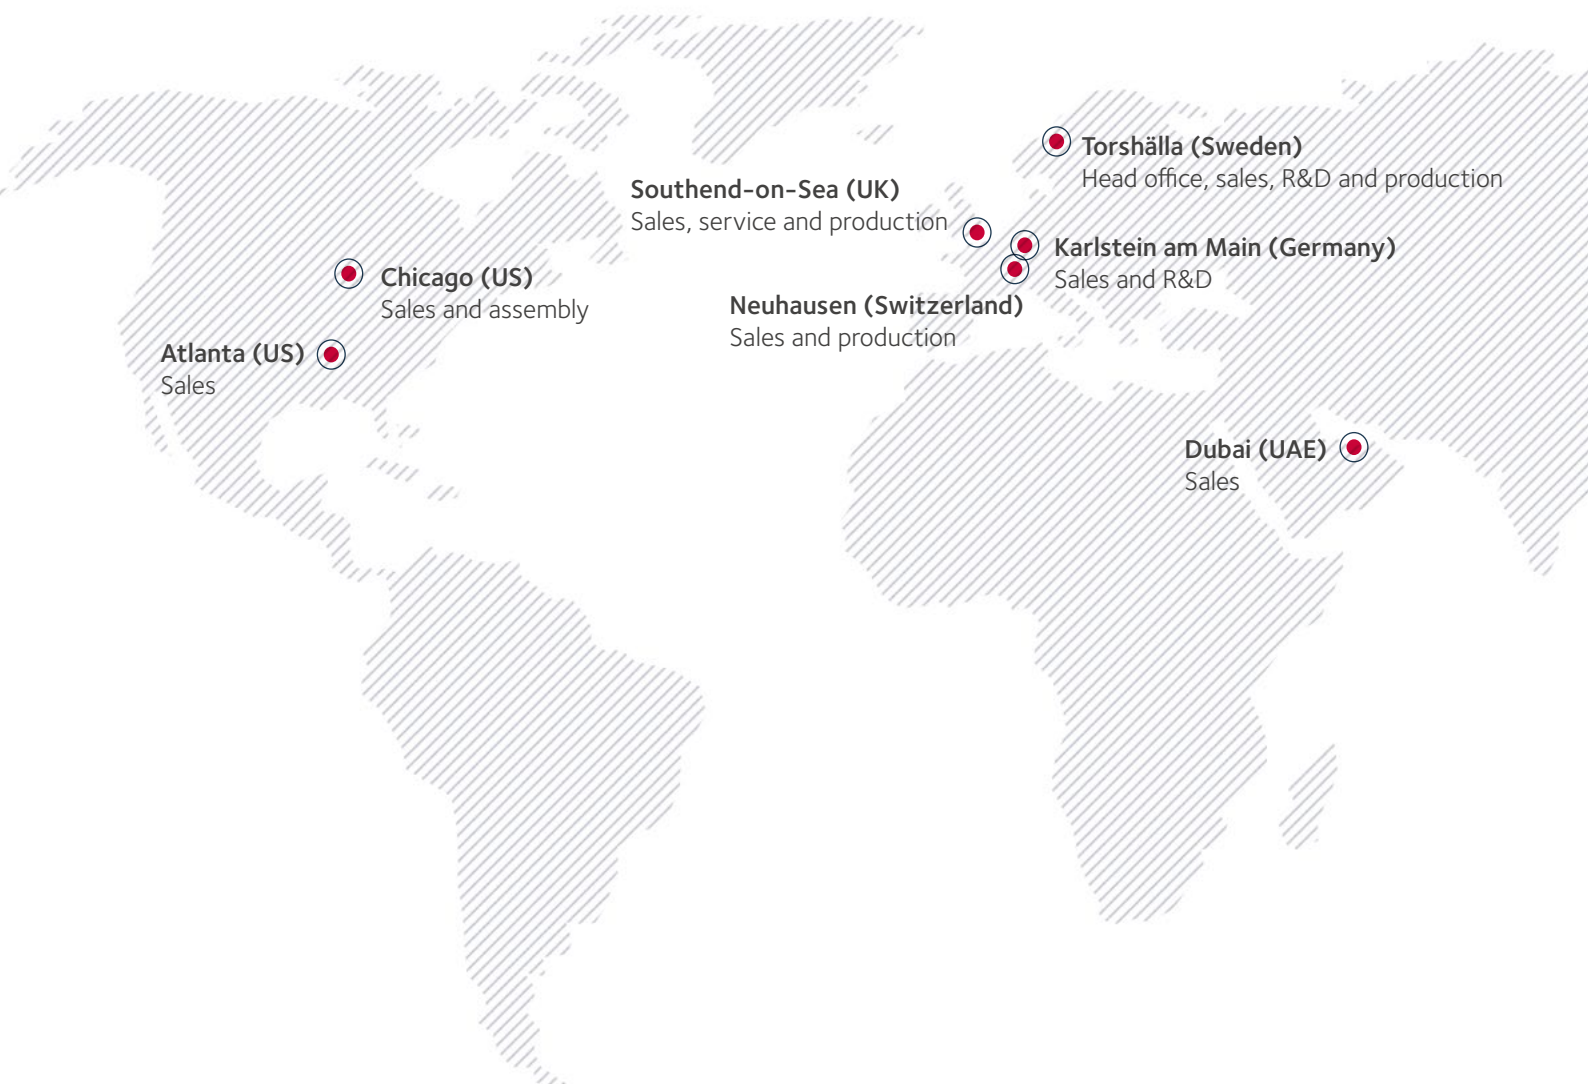 Torshälla (Sweden)
Head office, sales, R&D and production
Southend-on-Sea (UK)
Sales, service and production
Karlstein am Main (Germany)
Sales and R&D
Chicago (US)
Sales and assembly
Neuhausen (Switzerland)
Sales and production
Atlanta (US)
Sales
Dubai (UAE)
Sales